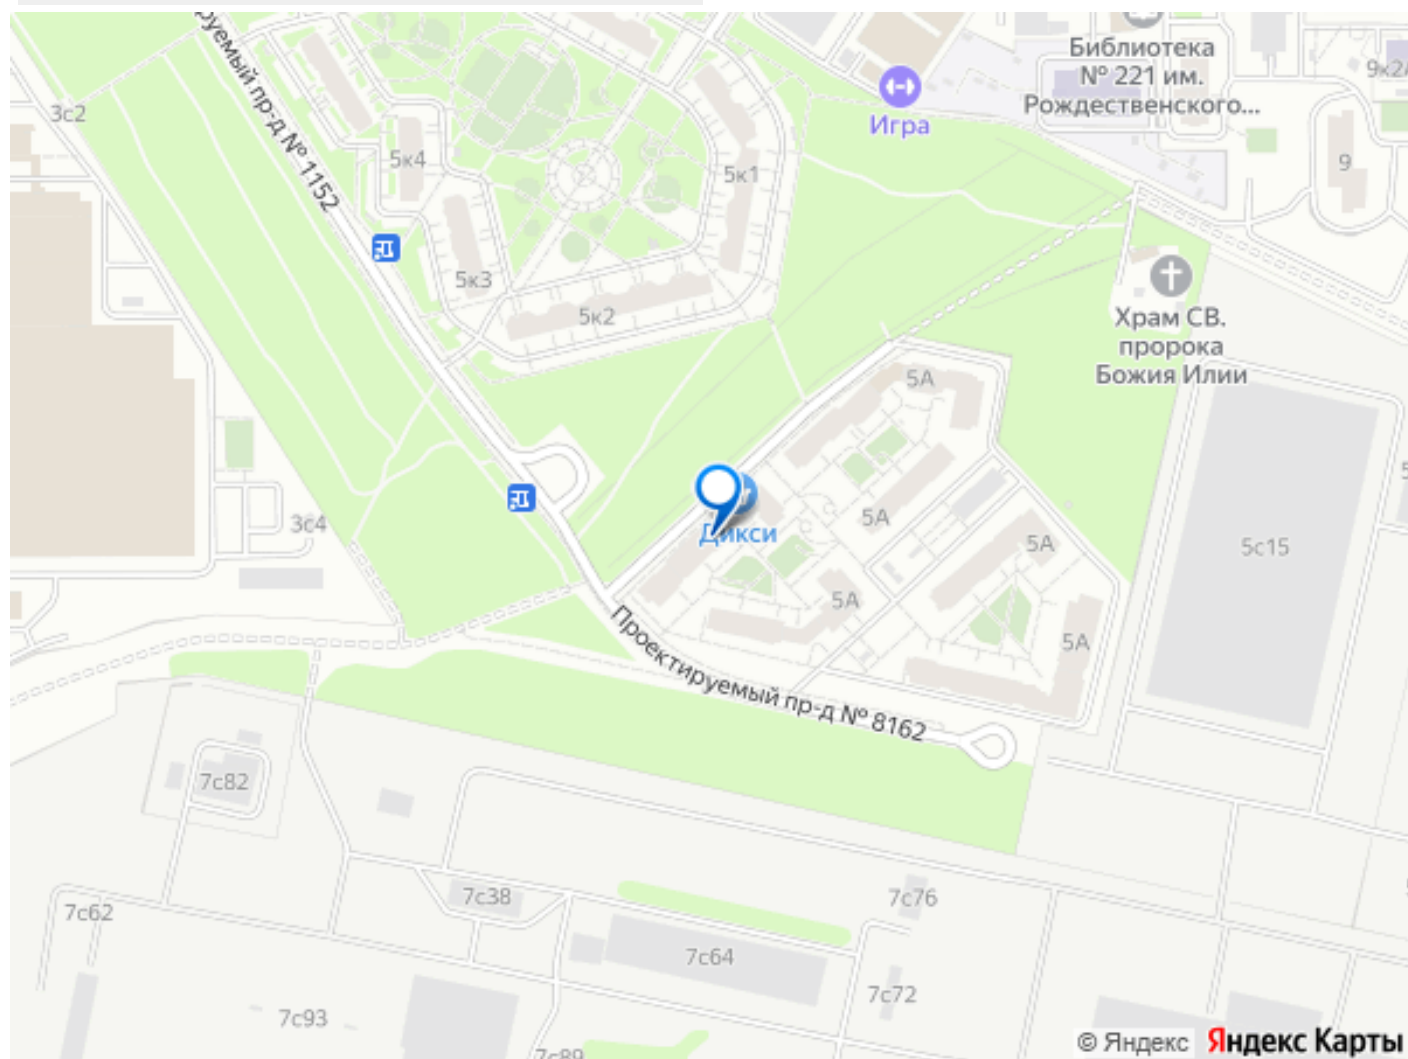 Библиотека
№ 221 им.
Рождественского...
9к2А
3с2
руемый пр-д № 1152
Игра
5к4
5к1
9
5к3
5к2
Храм СВ.
пророка
Божия Илии
5А
Дикси
5А
3с4
5А
5с15
5А
5А
Проектируемый пр-д № 8162
7с82
7с38
7с76
7с62
7с64
7с72
7с93
7с89
© Яндекс Яндекс Карты